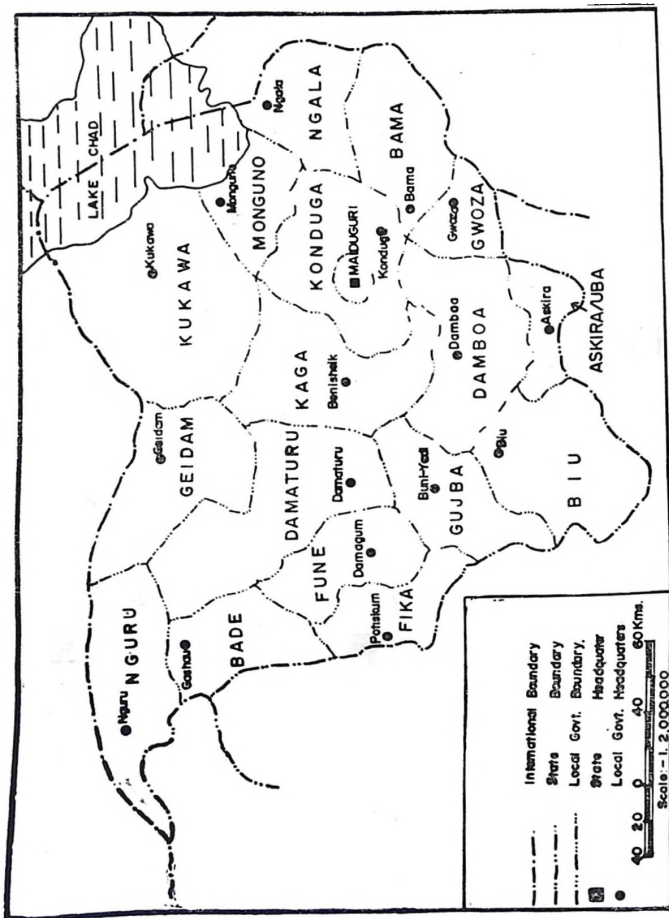 LAKE CHAD
Kukawa
KUKAWA
Monguno
MONGUNO
Ngala
NGALA
BAMA
Bama
KONDUGA
MAIDUGURI
Gwoza
GWOZA
Geidam
GEIDAM
KAGA
Benisheik
Damboa
DAMBOA
Askira
ASKIRA/UBA
Nguru
NGURU
Gashau
BADE
DAMATURU
Damaturu
FUNE
Damagum
Potiskum
FIKA
Buni-Yadi
GUJBA
Biu
BIU
International Boundary
State Boundary
Local Govt. Boundary.
State Headquater
Local Govt. Headquaters
40 20 0 40 60 Kms.
Scale:-1. 2,000,000